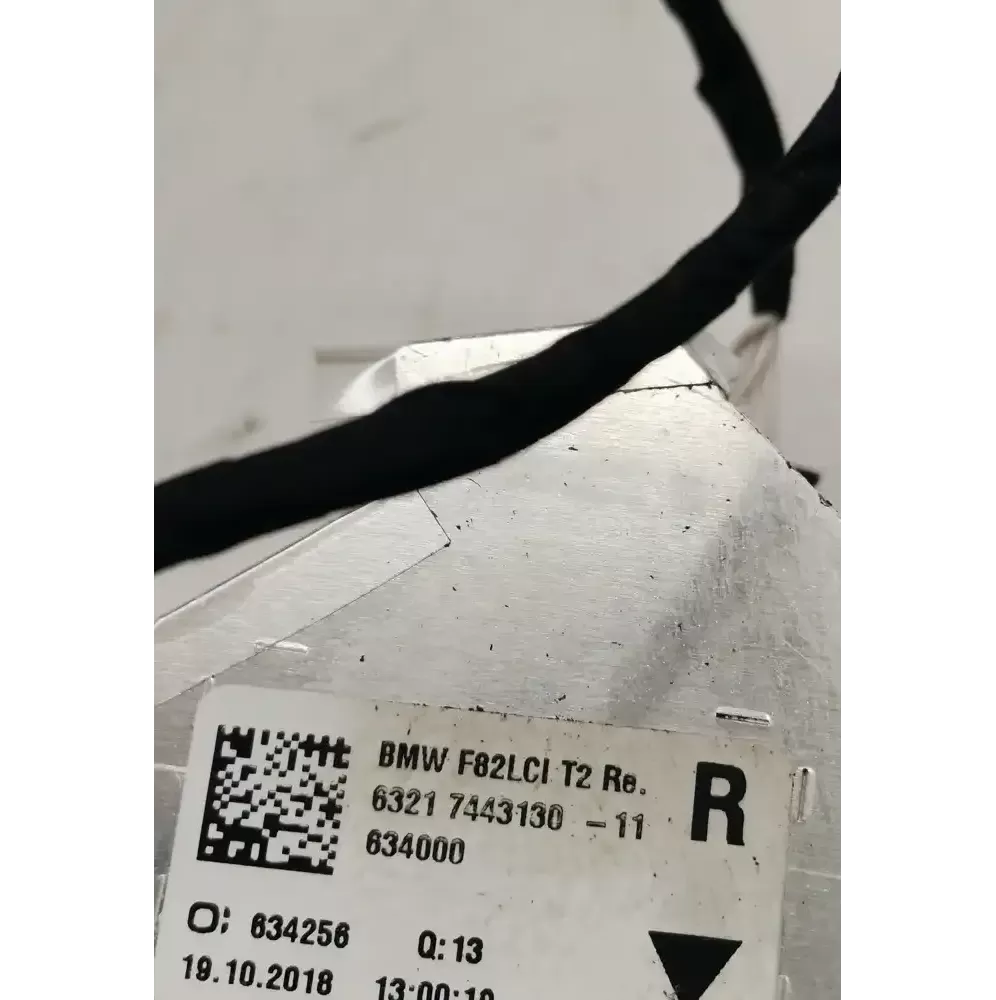 BMW F82LCI T2 Re.
6321 7443130 - 11
R
634000
O: 634256
Q: 13
19.10.2018